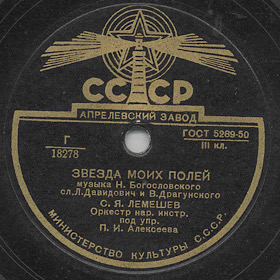 СССР
АПРЕЛЕВСКИЙ ЗАВОД
Г
18278
ГОСТ 5289-50
III кл.
ЗВЕЗДА МОИХ ПОЛЕЙ
музыка Н. Богословского
сл. Л. Давидович и В. Драгунского
С. Я. ЛЕМЕШЕВ
Оркестр нар. инстр.
под упр.
П. И. Алексеева
МИНИСТЕРСТВО КУЛЬТУРЫ С.С.С.Р.